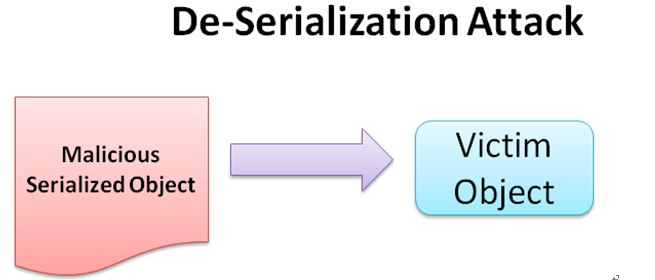 De-Serialization Attack
Malicious
Serialized Object
Victim
Object